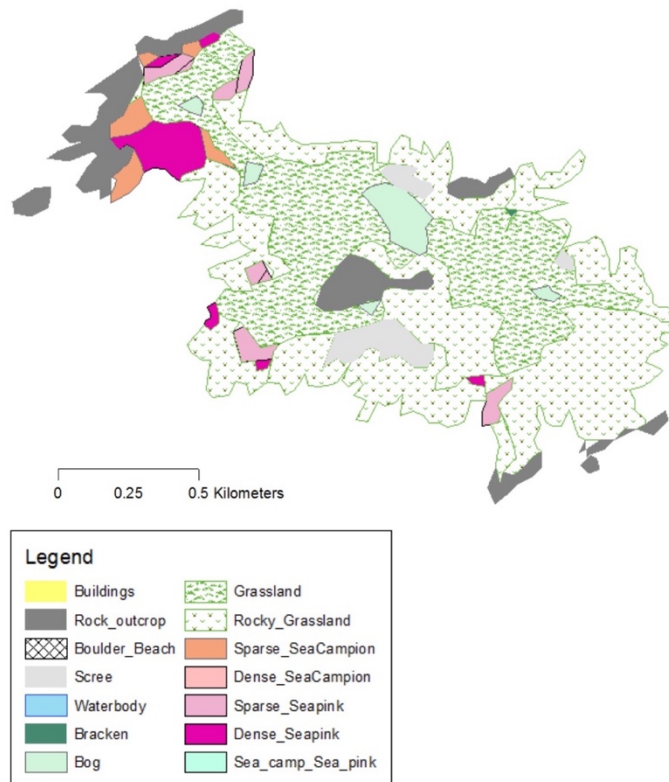 0 0.25 0.5 Kilometers
Legend
Buildings
Rock_outcrop
Boulder_Beach
Scree
Waterbody
Bracken
Bog
Grassland
Rocky_Grassland
Sparse_SeaCampion
Dense_SeaCampion
Sparse_Seapink
Dense_Seapink
Sea_camp_Sea_pink